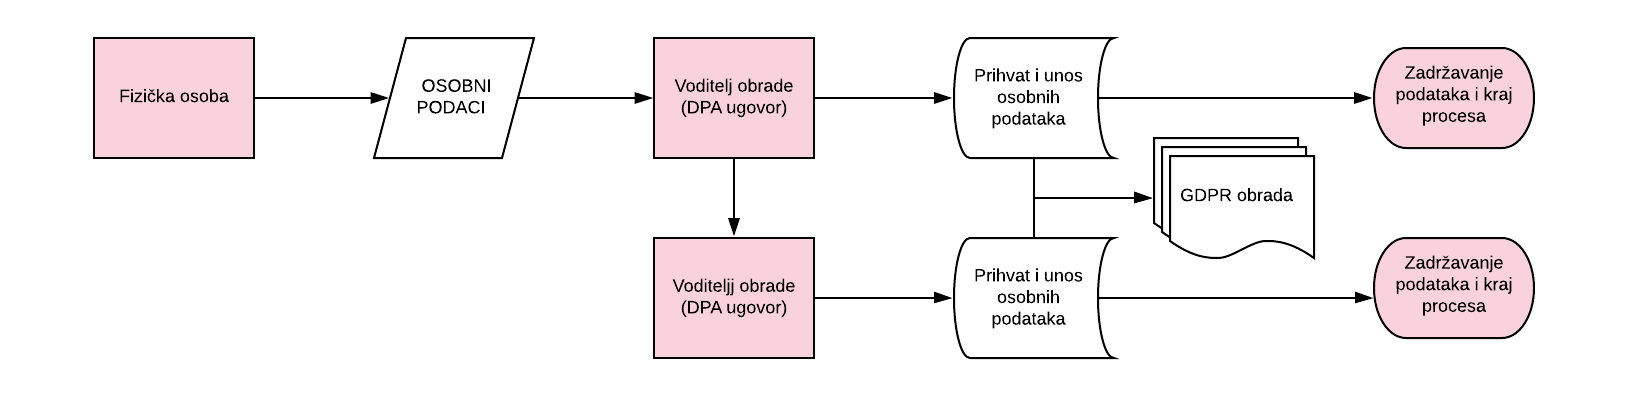 Fizička osoba
OSOBNI
PODACI
Voditelj obrade
(DPA ugovor)
Prihvat i unos
osobnih
podataka
Zadržavanje
podataka i kraj
procesa
GDPR obrada
Voditeljj obrade
(DPA ugovor)
Prihvat i unos
osobnih
podataka
Zadržavanje
podataka i kraj
procesa